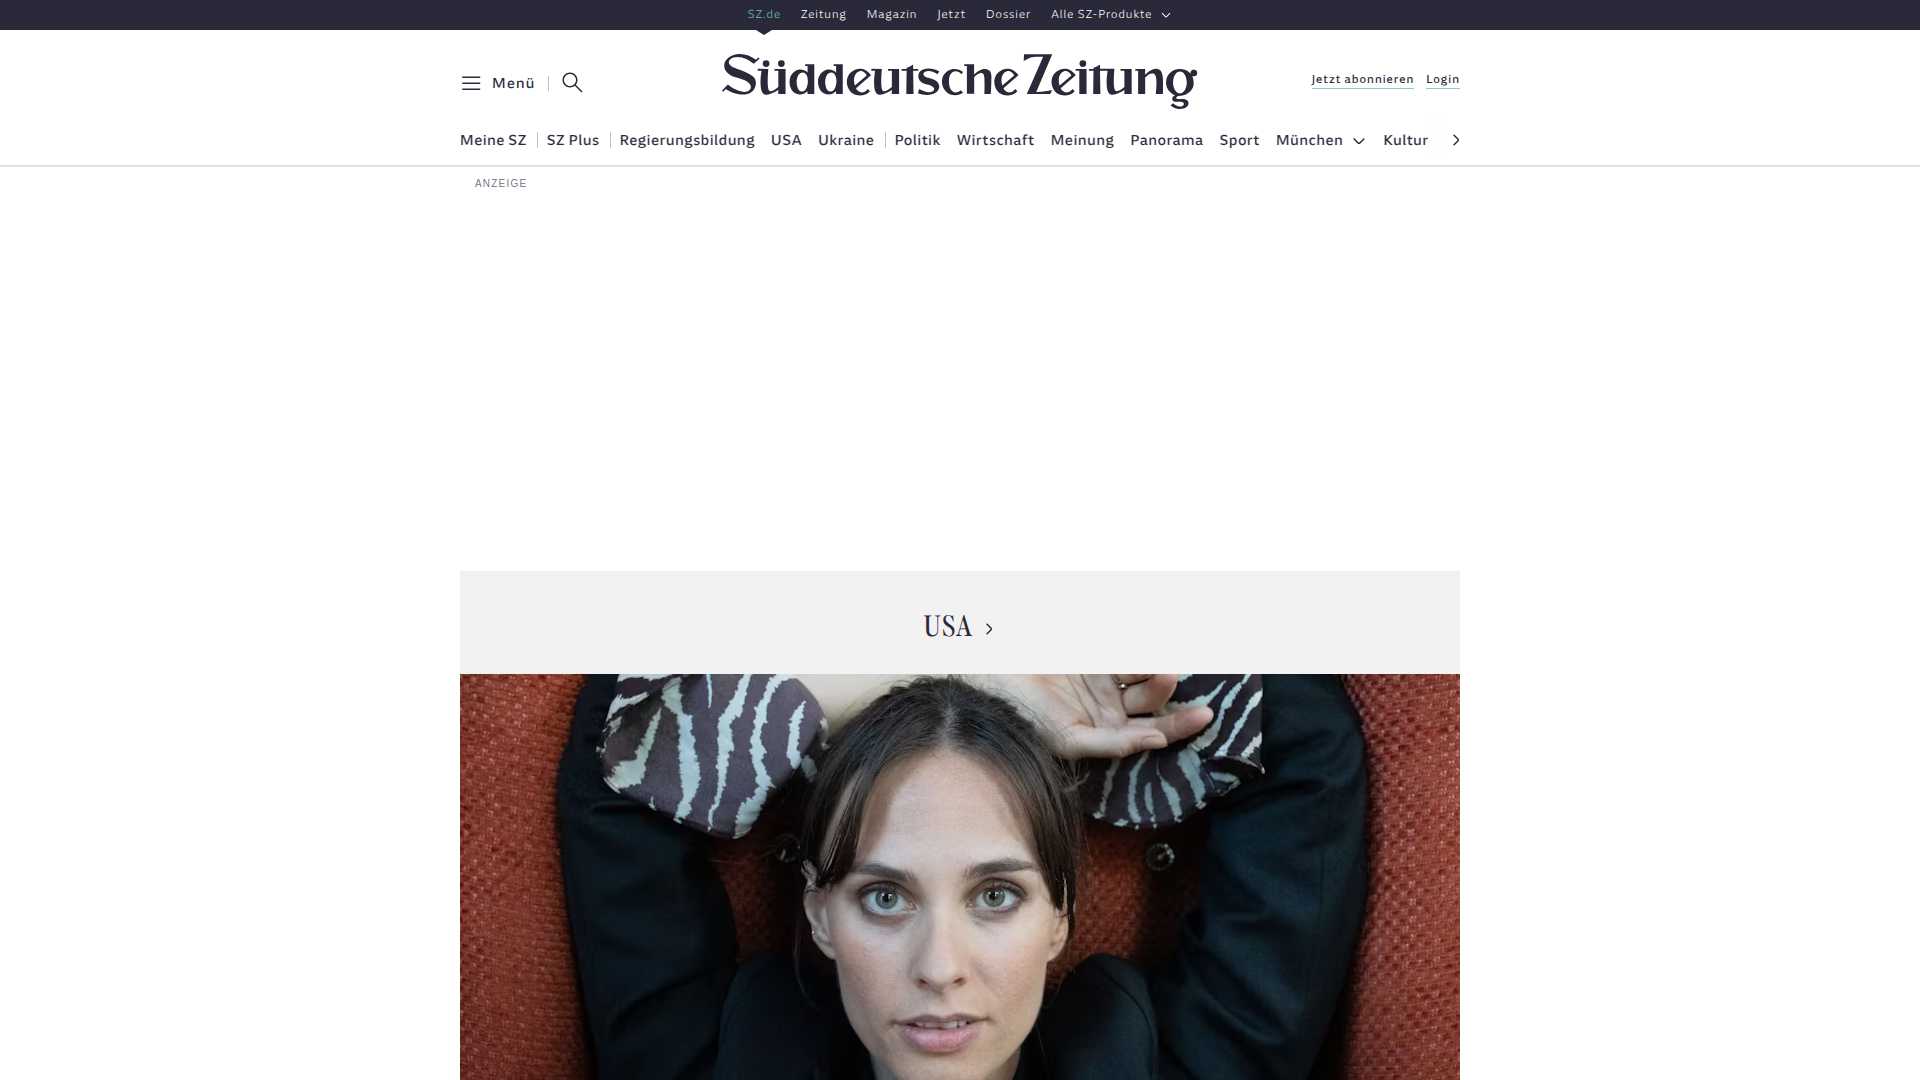 SZ.de Zeitung Magazin Jetzt Dossier Alle SZ-Produkte
Menü
Süddeutsche Zeitung
Jetzt abonnieren Login
Meine SZ SZ Plus Regierungsbildung USA Ukraine Politik Wirtschaft Meinung Panorama Sport München Kultur
ANZEIGE
USA